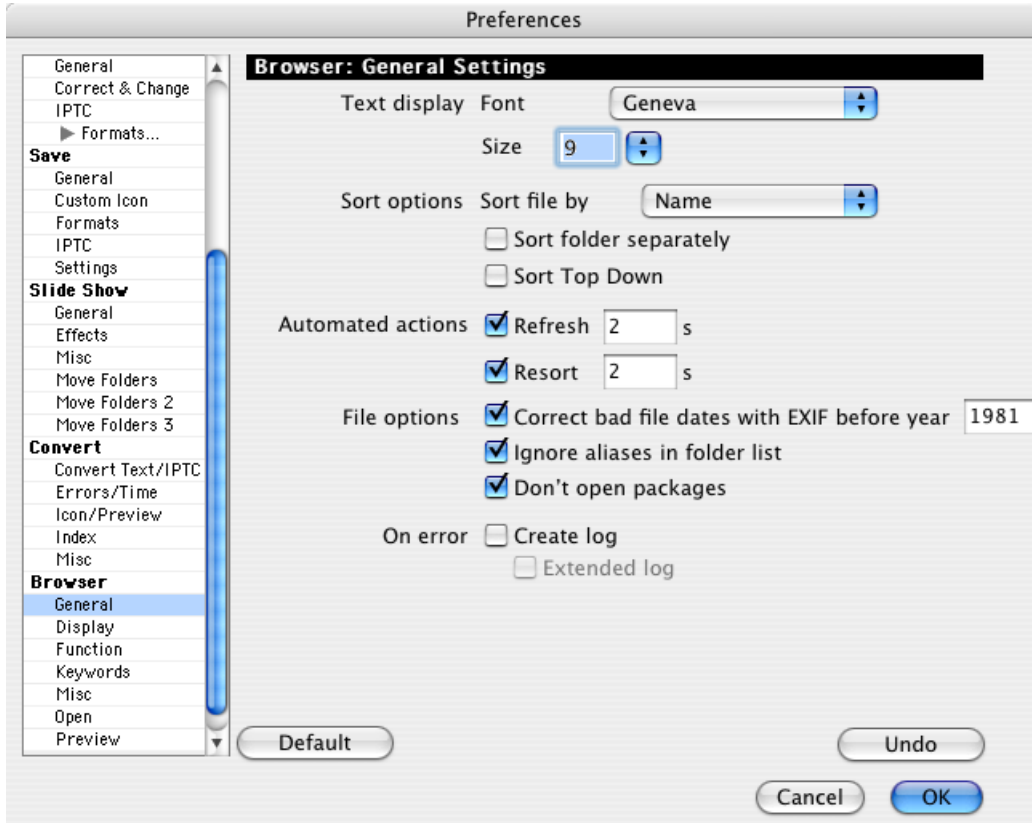 Preferences
General
Correct & Change
IPTC
Formats...
Save
General
Custom Icon
Formats
IPTC
Settings
Slide Show
General
Effects
Misc
Move Folders
Move Folders 2
Move Folders 3
Convert
Convert Text/IPTC
Errors/Time
Icon/Preview
Index
Misc
Browser
General
Display
Function
Keywords
Misc
Open
Preview
Browser: General Settings
Text display Font Geneva
Size 9
Sort options Sort file by Name
Sort folder separately
Sort Top Down
Automated actions Refresh 2 s
Resort 2 s
File options Correct bad file dates with EXIF before year 1981
Ignore aliases in folder list
Don't open packages
On error Create log
Extended log
Default Undo
Cancel OK